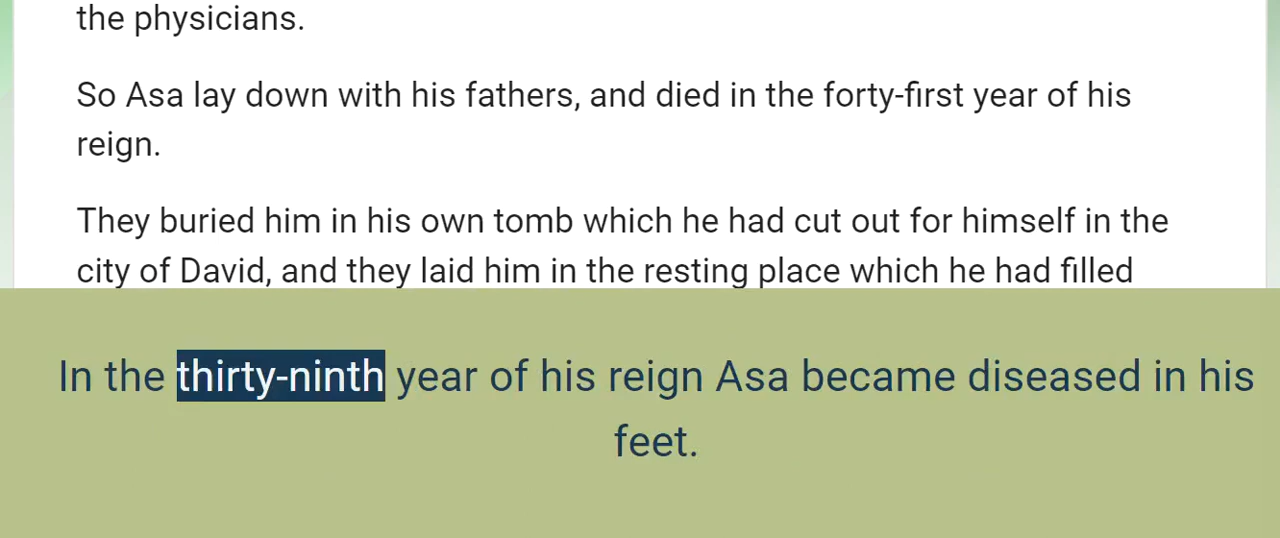 the physicians.
So Asa lay down with his fathers, and died in the forty-first year of his
reign.
They buried him in his own tomb which he had cut out for himself in the
city of David, and they laid him in the resting place which he had filled
In the thirty-ninth year of his reign Asa became diseased in his
feet.